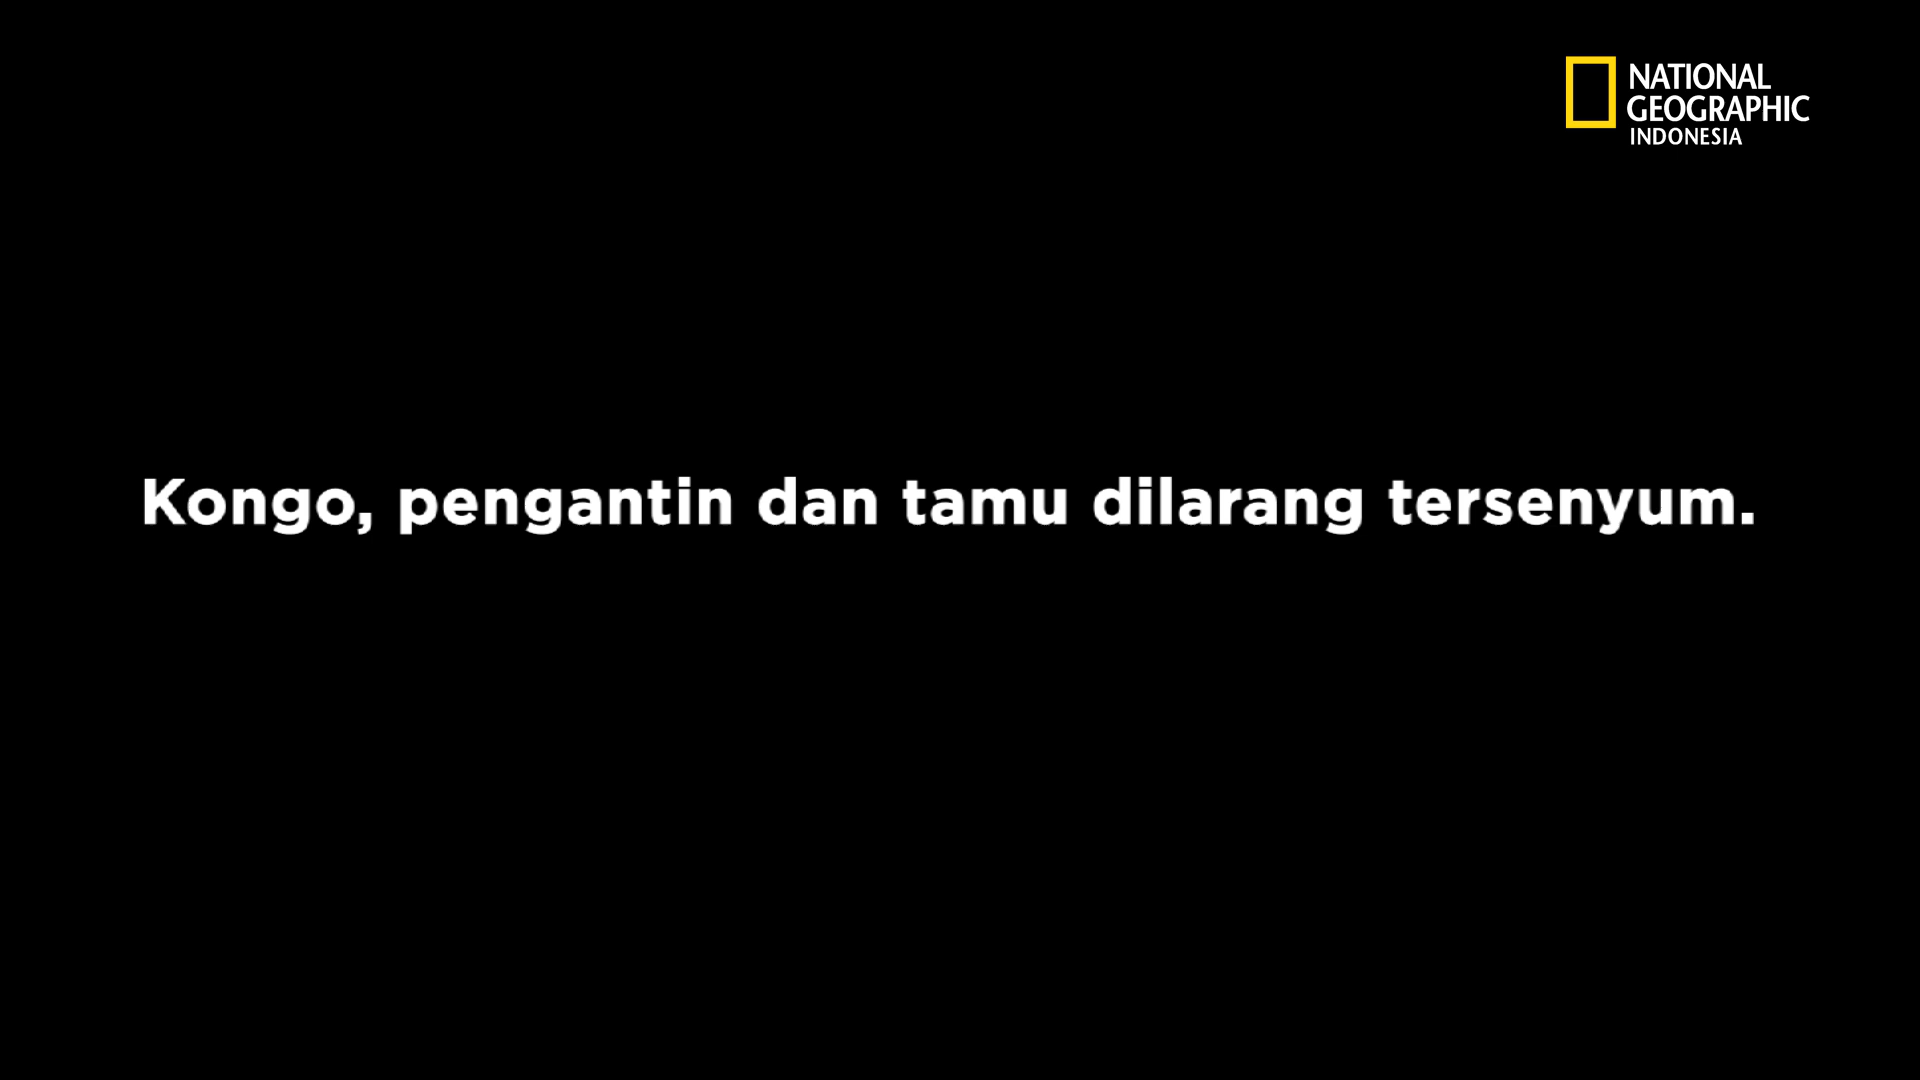 NATIONAL
GEOGRAPHIC
INDONESIA
Kongo, pengantin dan tamu dilarang tersenyum.